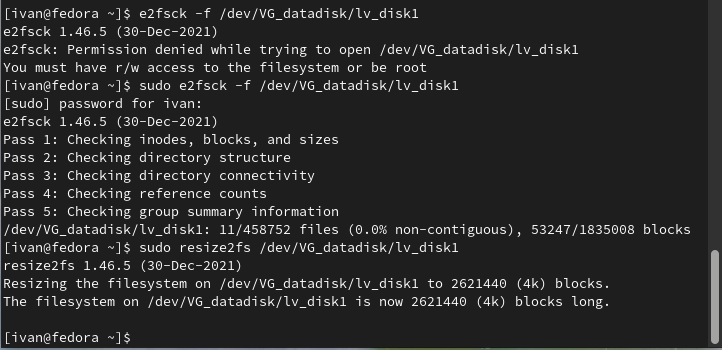 [ivan@fedora ~]$ e2fsck -f /dev/VG_datadisk/lv_disk1
e2fsck 1.46.5 (30-Dec-2021)
e2fsck: Permission denied while trying to open /dev/VG_datadisk/lv_disk1
You must have r/w access to the filesystem or be root
[ivan@fedora ~]$ sudo e2fsck -f /dev/VG_datadisk/lv_disk1
[sudo] password for ivan:
e2fsck 1.46.5 (30-Dec-2021)
Pass 1: Checking inodes, blocks, and sizes
Pass 2: Checking directory structure
Pass 3: Checking directory connectivity
Pass 4: Checking reference counts
Pass 5: Checking group summary information
/dev/VG_datadisk/lv_disk1: 11/458752 files (0.0% non-contiguous), 53247/1835008 blocks
[ivan@fedora ~]$ sudo resize2fs /dev/VG_datadisk/lv_disk1
resize2fs 1.46.5 (30-Dec-2021)
Resizing the filesystem on /dev/VG_datadisk/lv_disk1 to 2621440 (4k) blocks.
The filesystem on /dev/VG_datadisk/lv_disk1 is now 2621440 (4k) blocks long.
[ivan@fedora ~]$